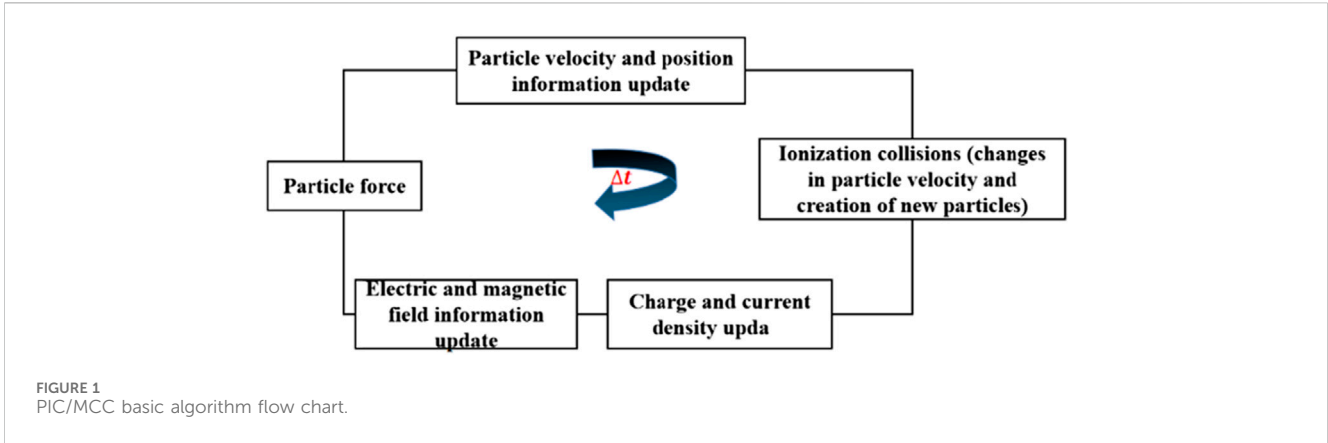 Particle velocity and position
information update
Ionization collisions (changes
in particle velocity and
creation of new particles)
Particle force
Δt
Electric and magnetic
field information
update
Charge and current
density upda
FIGURE 1
PIC/MCC basic algorithm flow chart.